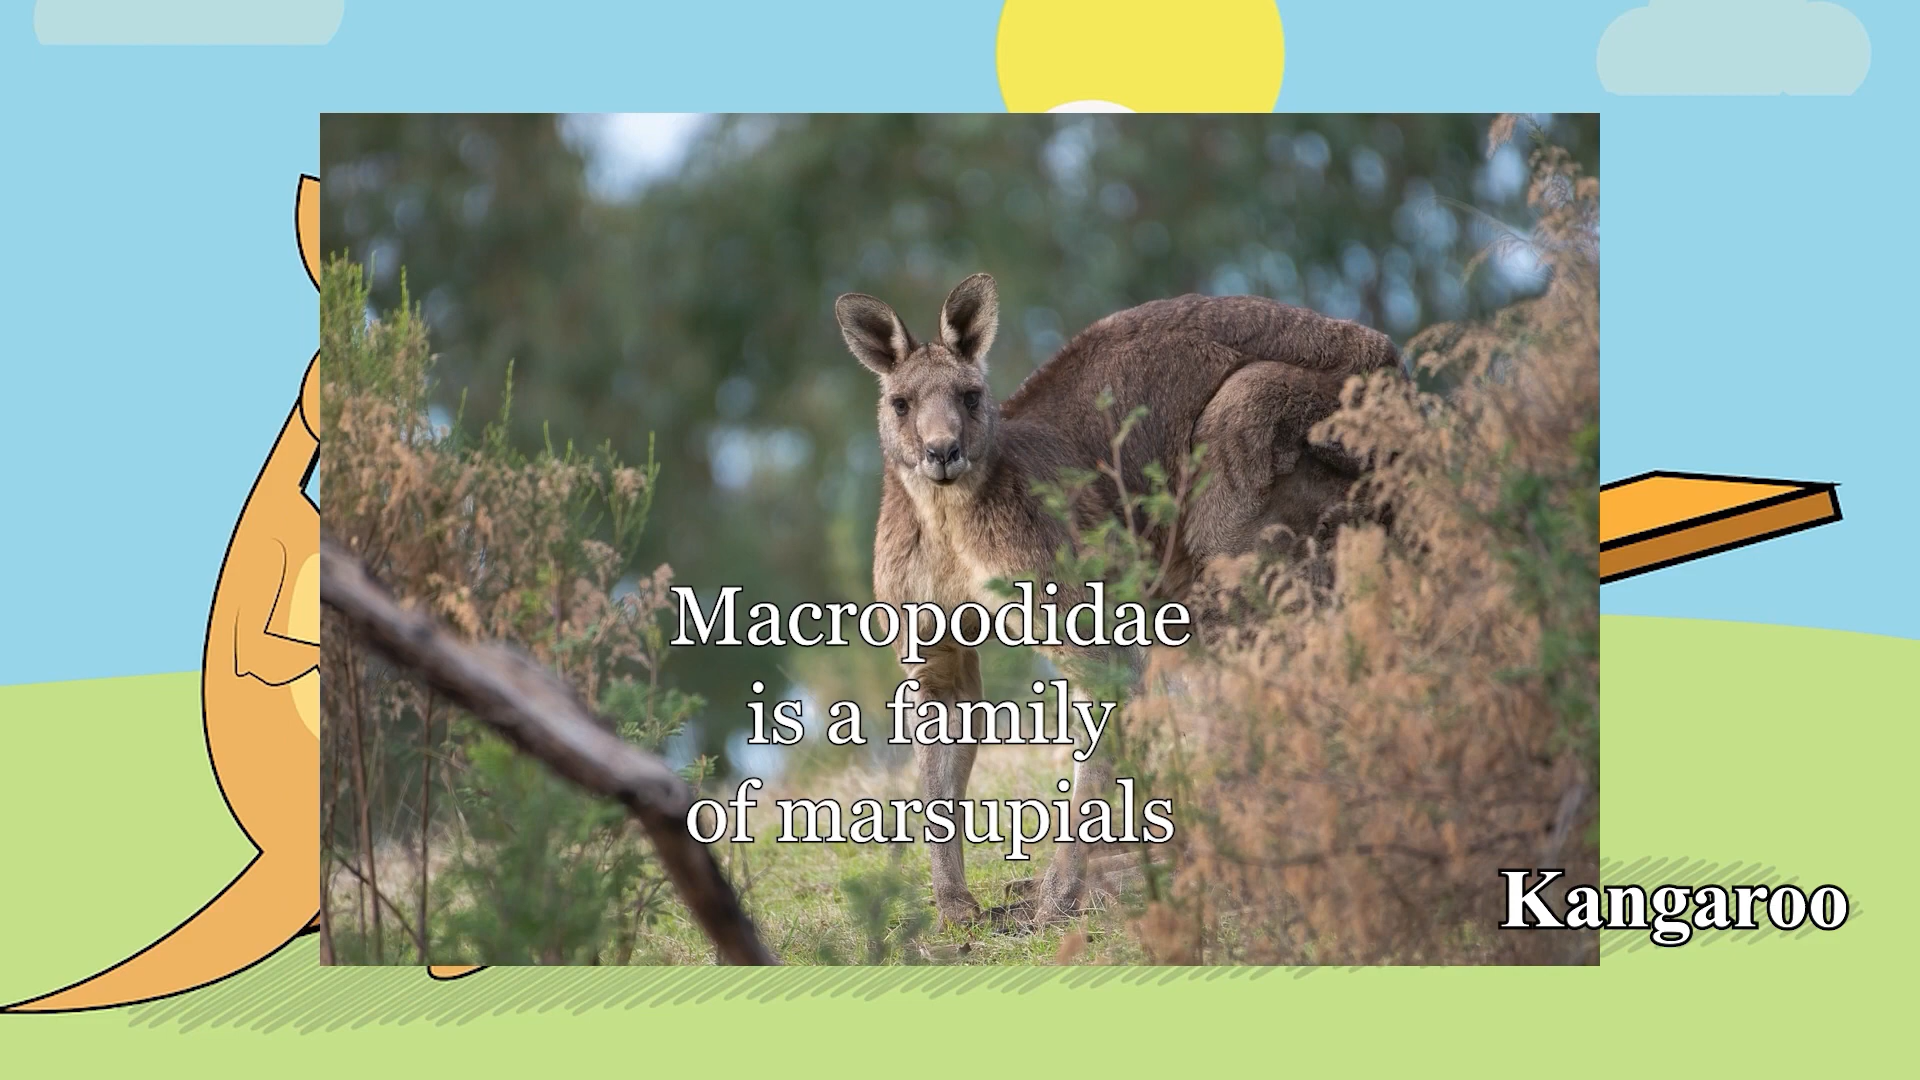 Macropodidae
is a family
of marsupials
Kangaroo